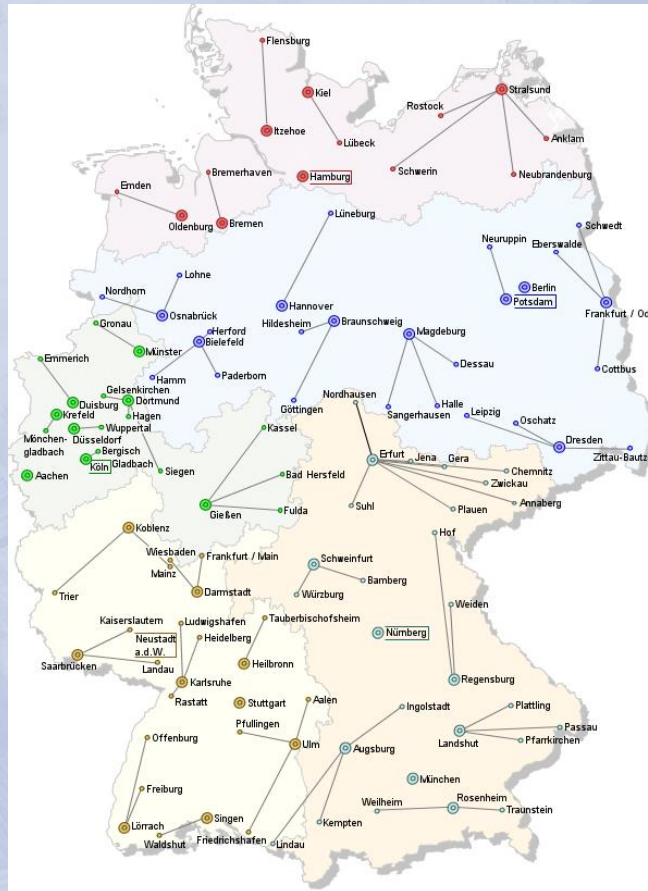 Flensburg
Kiel
Stralsund
Rostock
Itzehoe
Lübeck
Anklam
Schwerin
Neubrandenburg
Bremerhaven
Hamburg
Emden
Oldenburg
Bremen
Lüneburg
Schwedt
Neuruppin
Eberswalde
Lohne
Nordhorn
Berlin
Potsdam
Hannover
Osnabrück
Frankfurt / Od
Hildesheim
Braunschweig
Gronau
Herford
Magdeburg
Münster
Bielefeld
Emmerich
Dessau
Cottbus
Gelsenkirchen
Hamm
Paderborn
Nordhausen
Duisburg
Dortmund
Göttingen
Sangerhausen
Halle
Leipzig
Krefeld
Hagen
Oschatz
Wuppertal
Kassel
Mönchen-
gladbach
Düsseldorf
Dresden
Bergisch
Gladbach
Köln
Erfurt
Jena
Gera
Zittau-Bautz
Aachen
Siegen
Bad Hersfeld
Chemnitz
Zwickau
Gießen
Fulda
Suhl
Plauen
Annaberg
Koblenz
Hof
Wiesbaden
Frankfurt / Main
Mainz
Schweinfurt
Bamberg
Trier
Darmstadt
Würzburg
Weiden
Kaiserslautern
Ludwigshafen
Tauberbischofsheim
Neustadt
a.d.W.
Heidelberg
Nürnberg
Saarbrücken
Landau
Heilbronn
Karlsruhe
Regensburg
Rastatt
Stuttgart
Aalen
Ingolstadt
Plattling
Pfullingen
Passau
Offenburg
Ulm
Augsburg
Landshut
Pfarrkirchen
Freiburg
München
Rosenheim
Weilheim
Traunstein
Lörrach
Singen
Kempten
Waldshut
Friedrichshafen
Lindau